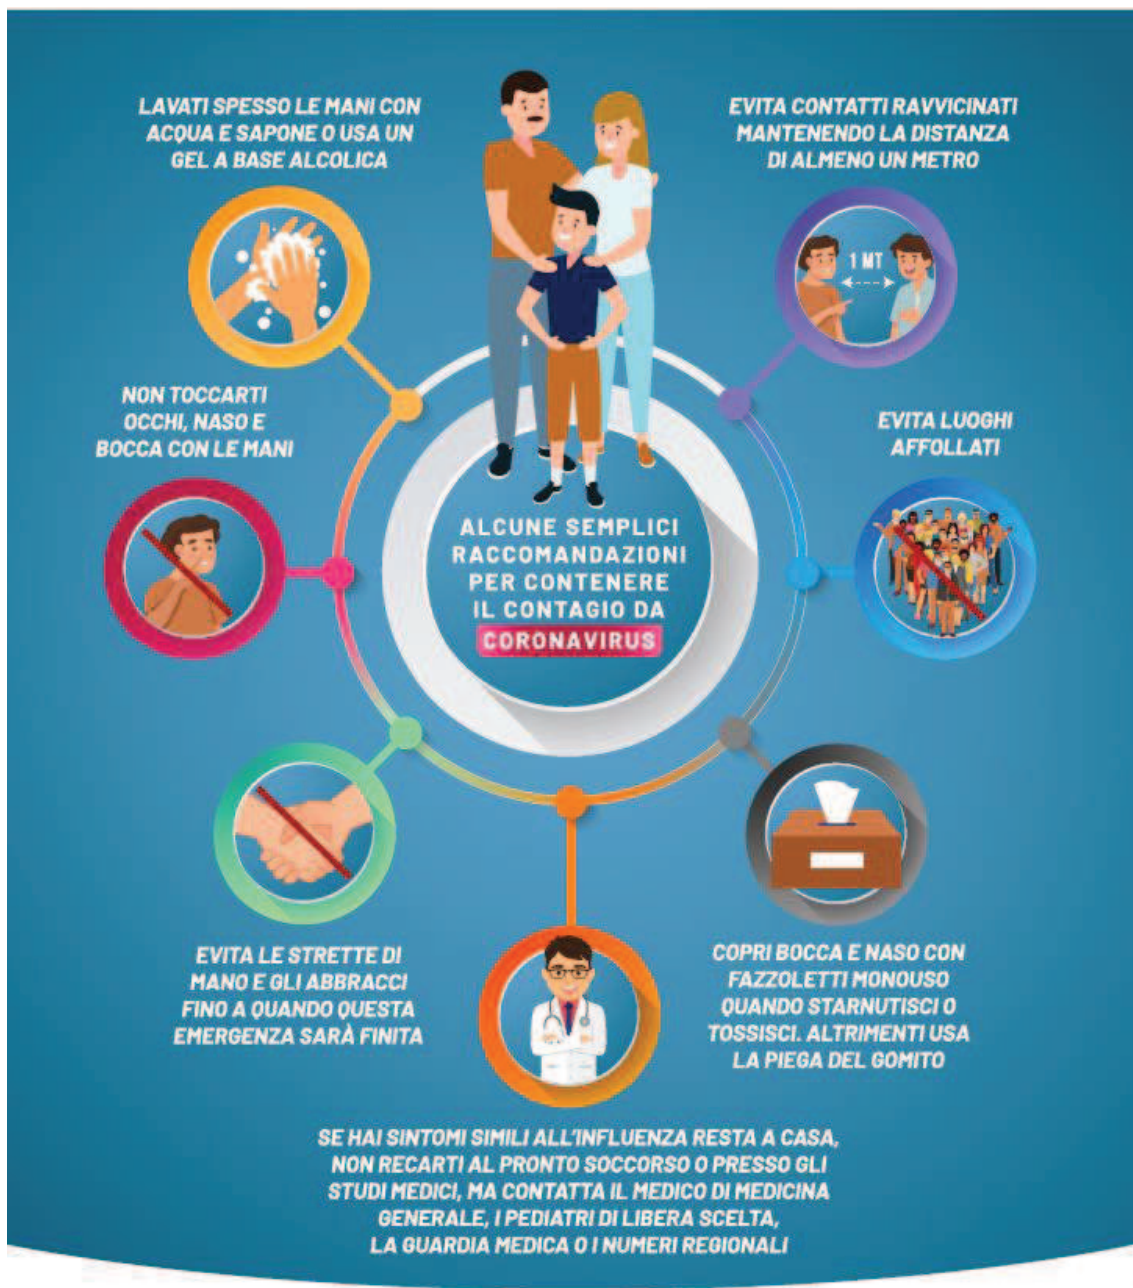 LAVATI SPESSO LE MANI CON
ACQUA E SAPONE O USA UN
GEL A BASE ALCOLICA
EVITA CONTATTI RAVVICINATI
MANTENENDO LA DISTANZA
DI ALMENO UN METRO
1 MT
NON TOCCARTI
OCCHI, NASO E
BOCCA CON LE MANI
EVITA LUOGHI
AFFOLLATI
ALCUNE SEMPLICI
RACCOMANDAZIONI
PER CONTENERE
IL CONTAGIO DA
CORONAVIRUS
EVITA LE STRETTE DI
MANO E GLI ABBRACCI
FINO A QUANDO QUESTA
EMERGENZA SARÀ FINITA
COPRI BOCCA E NASO CON
FAZZOLETTI MONOUSO
QUANDO STARNUTISCI O
TOSSISCI. ALTRIMENTI USA
LA PIEGA DEL GOMITO
SE HAI SINTOMI SIMILI ALL'INFLUENZA RESTA A CASA,
NON RECARTI AL PRONTO SOCCORSO O PRESSO GLI
STUDI MEDICI, MA CONTATTA IL MEDICO DI MEDICINA
GENERALE, I PEDIATRI DI LIBERA SCELTA,
LA GUARDIA MEDICA O I NUMERI REGIONALI